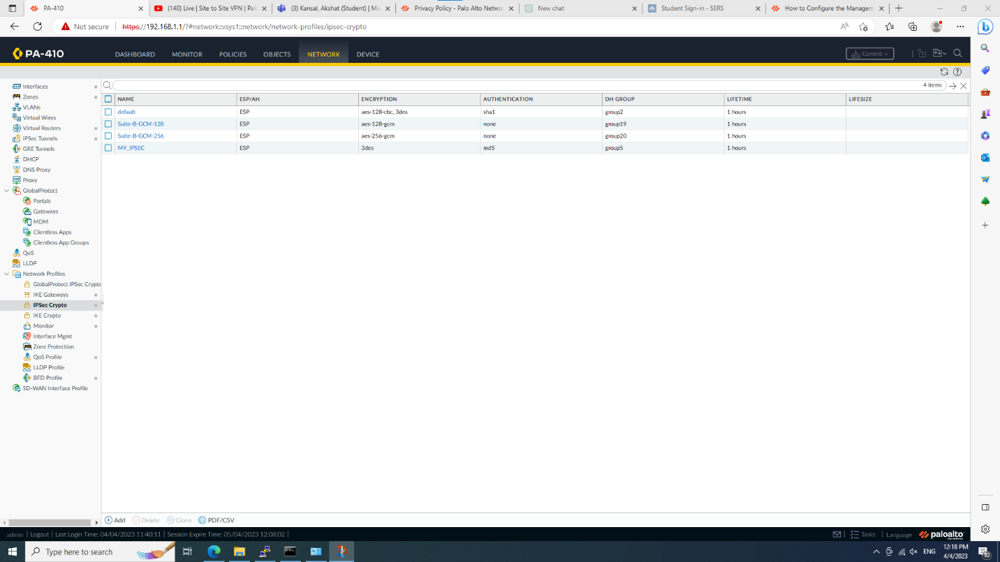 PA-410
(140) Live | Site to Site VPN | Palo
(3) Kansal, Akshat (Student) | Mic
Privacy Policy - Palo Alto Networ
New chat
Student Sign-in - SERS
How to Configure the Managem
Not secure
https://192.168.1.1/?#network::vsys1::network/network-profiles/ipsec-crypto
PA-410
DASHBOARD
MONITOR
POLICIES
OBJECTS
NETWORK
DEVICE
Commit
Interfaces
Zones
VLANs
Virtual Wires
Virtual Routers
IPSec Tunnels
GRE Tunnels
DHCP
DNS Proxy
Proxy
GlobalProtect
Portals
Gateways
MDM
Clientless Apps
Clientless App Groups
QoS
LLDP
Network Profiles
GlobalProtect IPSec Crypto
IKE Gateways
IPSec Crypto
IKE Crypto
Monitor
Interface Mgmt
Zone Protection
QoS Profile
LLDP Profile
BFD Profile
SD-WAN Interface Profile
4 items
NAME ESP/AH ENCRYPTION AUTHENTICATION DH GROUP LIFETIME LIFESIZE
default ESP aes-128-cbc, 3des sha1 group2 1 hours
Suite-B-GCM-128 ESP aes-128-gcm none group19 1 hours
Suite-B-GCM-256 ESP aes-256-gcm none group20 1 hours
MY_IPSEC ESP 3des md5 group5 1 hours
Add
Delete
Clone
PDF/CSV
admin | Logout | Last Login Time: 04/04/2023 11:40:11 | Session Expire Time: 05/04/2023 12:08:02 |
Tasks | Language
paloalto
NETWORKS
Type here to search
ENG
12:18 PM
4/4/2023
10